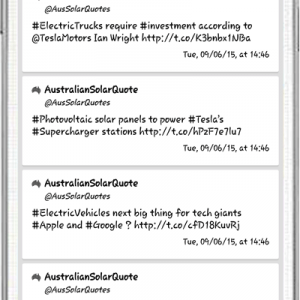 @AusSolarQuotes
#ElectricTrucks require #investment according to
@TeslaMotors Ian Wright http://t.co/K3bnbx1NBa
Tue, 09/06/15, at 14:46
AustralianSolarQuote
@AusSolarQuotes
#Photovoltaic solar panels to power #Tesla's
#Supercharger stations http://t.co/hPzF7e7lu7
Tue, 09/06/15, at 14:46
AustralianSolarQuote
@AusSolarQuotes
#ElectricVehicles next big thing for tech giants
#Apple and #Google ? http://t.co/cfD18KuvRj
Tue, 09/06/15, at 14:46
AustralianSolarQuote
@AusSolarQuotes